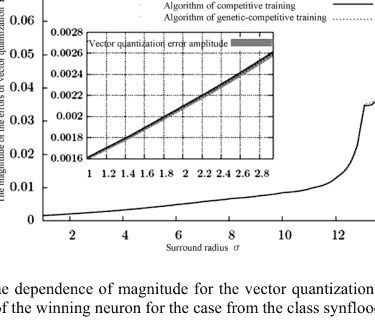 Algorithm of competitive training
Algorithm of genetic-competitive training
The magnitude of the errors of vector quantization
0.06
0.05
0.04
0.03
0.02
0.01
0
0.0028
0.0026
0.0024
0.0022
0.002
0.0018
0.0016
Vector quantization error amplitude
1 1.2 1.4 1.6 1.8 2 2.2 2.4 2.6 2.8
2 4 6 8 10 12
Surround radius σ
dependence of magnitude for the vector quantization
of the winning neuron for the case from the class